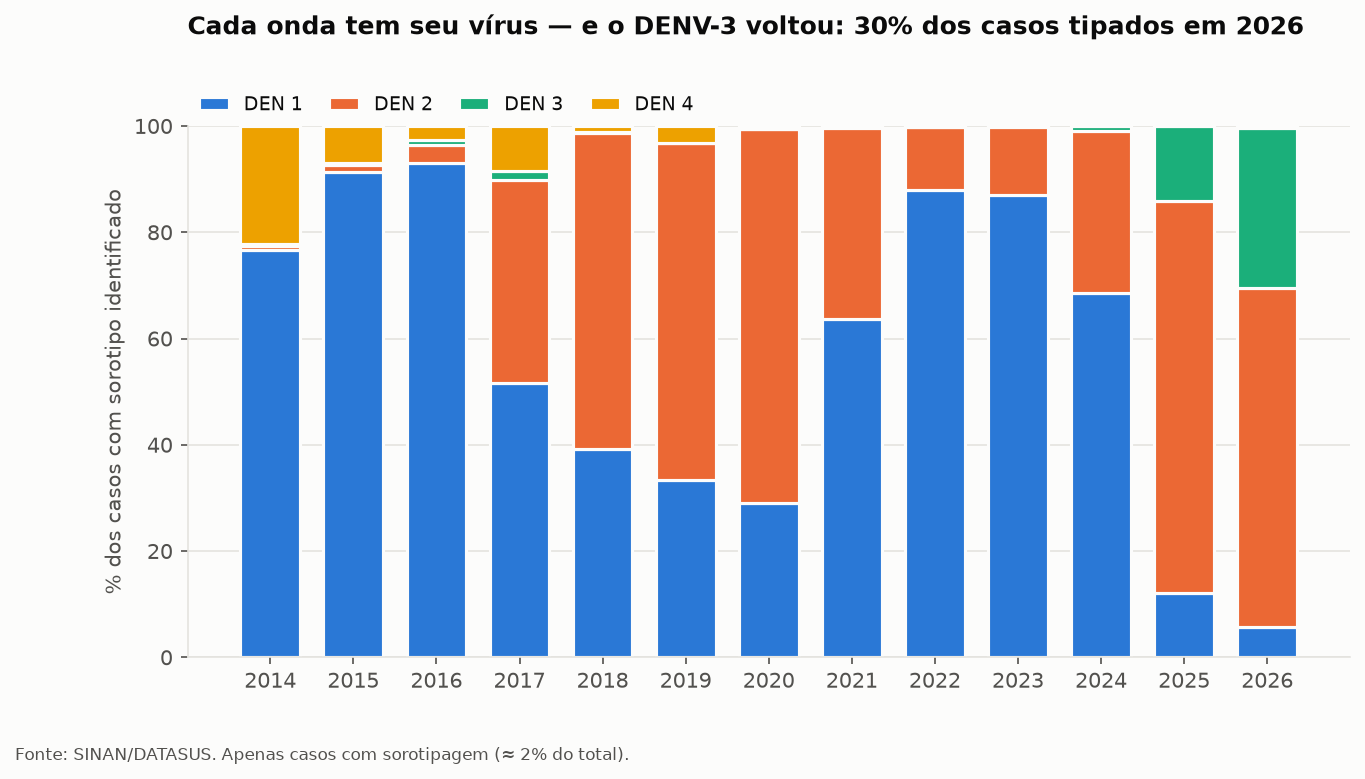 Cada onda tem seu vírus — e o DENV-3 voltou: 30% dos casos tipados em 2026
DEN 1 DEN 2 DEN 3 DEN 4
% dos casos com sorotipo identificado
100
80
60
40
20
0
2014 2015 2016 2017 2018 2019 2020 2021 2022 2023 2024 2025 2026
Fonte: SINAN/DATASUS. Apenas casos com sorotipagem (≈ 2% do total).